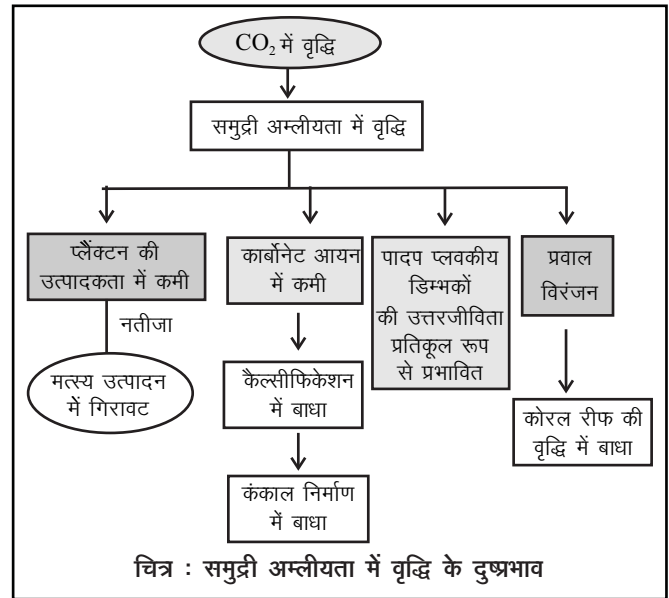 CO₂ में वृद्धि
समुद्री अम्लीयता में वृद्धि
प्लैंक्टन की
उत्पादकता में कमी
नतीजा
मत्स्य उत्पादन
में गिरावट
कार्बोनेट आयन
में कमी
कैल्सीफिकेशन
में बाधा
कंकाल निर्माण
में बाधा
पादप प्लवकीय
डिम्भकों
की उत्तरजीविता
प्रतिकूल रूप
से प्रभावित
प्रवाल
विरंजन
कोरल रीफ की
वृद्धि में बाधा
चित्र : समुद्री अम्लीयता में वृद्धि के दुष्प्रभाव